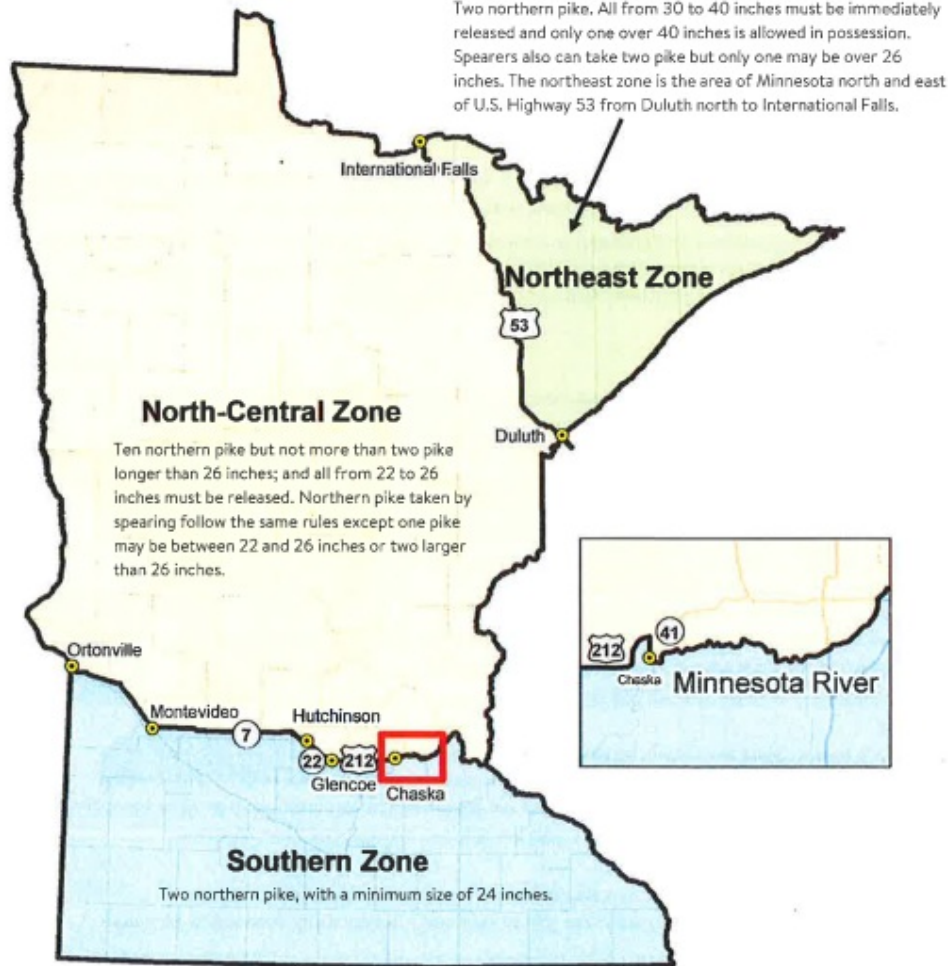 Two northern pike. All from 30 to 40 inches must be immediately
released and only one over 40 inches is allowed in possession.
Spearers also can take two pike but only one may be over 26
inches. The northeast zone is the area of Minnesota north and east
of U.S. Highway 53 from Duluth north to International Falls.
International Falls
Northeast Zone
53
North-Central Zone
Ten northern pike but not more than two pike
longer than 26 inches; and all from 22 to 26
inches must be released. Northern pike taken by
spearing follow the same rules except one pike
may be between 22 and 26 inches or two larger
than 26 inches.
Duluth
41
212
Chaska
Minnesota River
Ortonville
Montevideo
Hutchinson
7
22
212
Glencoe
Chaska
Southern Zone
Two northern pike, with a minimum size of 24 inches.